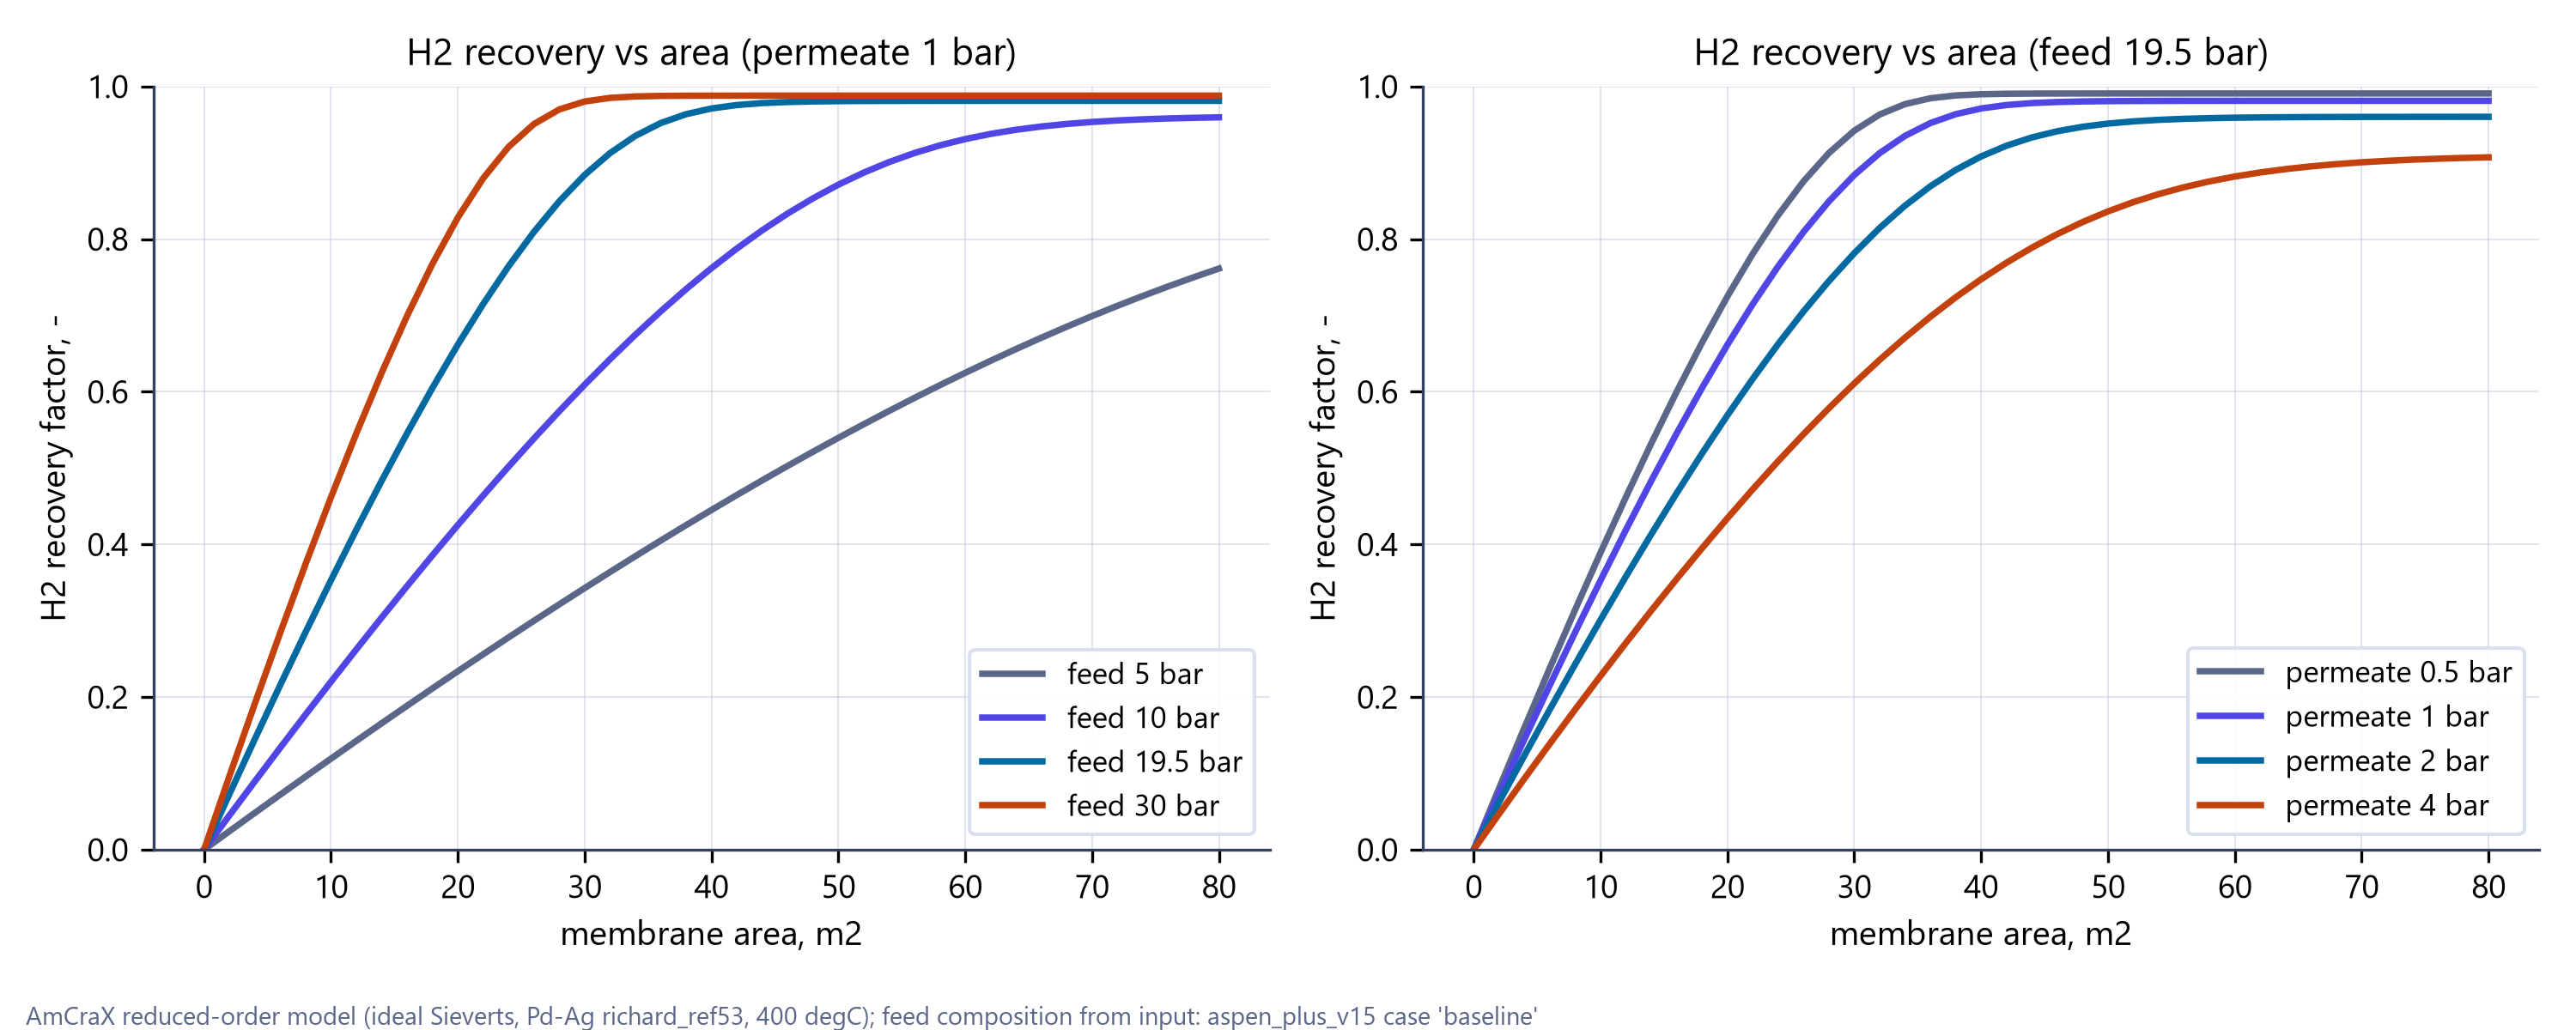 H2 recovery vs area (permeate 1 bar)
H2 recovery factor, -
1.0
0.8
0.6
0.4
0.2
0.0
0 10 20 30 40 50 60 70 80
membrane area, m2
feed 5 bar
feed 10 bar
feed 19.5 bar
feed 30 bar
H2 recovery vs area (feed 19.5 bar)
H2 recovery factor, -
1.0
0.8
0.6
0.4
0.2
0.0
0 10 20 30 40 50 60 70 80
membrane area, m2
permeate 0.5 bar
permeate 1 bar
permeate 2 bar
permeate 4 bar
AmCraX reduced-order model (ideal Sieverts, Pd-Ag richard_ref53, 400 degC); feed composition from input: aspen_plus_v15 case 'baseline'